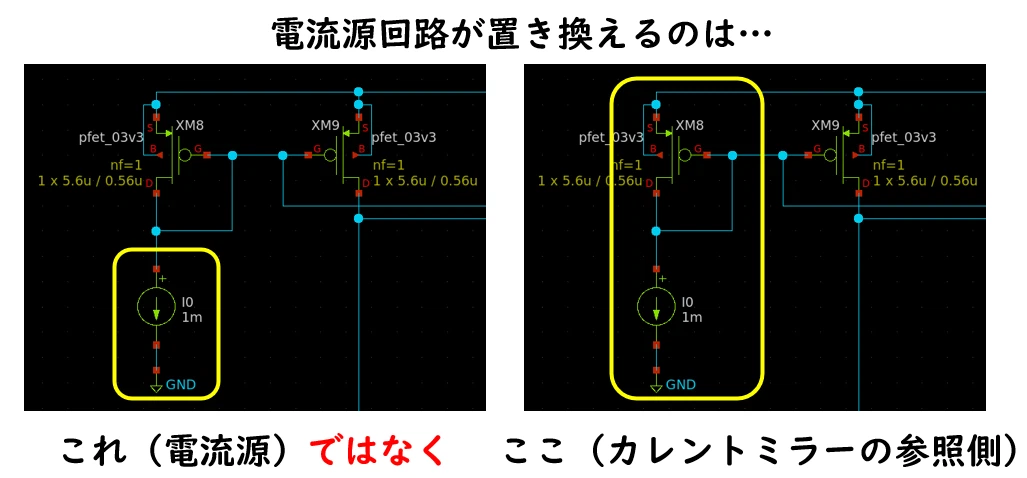 電流源回路が置き換えるのは…
S
XM8
XM9
S
pfet_03v3
pfet_03v3
B
G
G
B
nf=1
nf=1
1 x 5.6u / 0.56u
D
D
1 x 5.6u / 0.56u
+
I0
1m
GND
S
XM8
XM9
S
pfet_03v3
pfet_03v3
B
G
G
B
nf=1
nf=1
1 x 5.6u / 0.56u
D
D
1 x 5.6u / 0.56u
+
I0
1m
GND
これ（電流源）ではなく
ここ（カレントミラーの参照側）